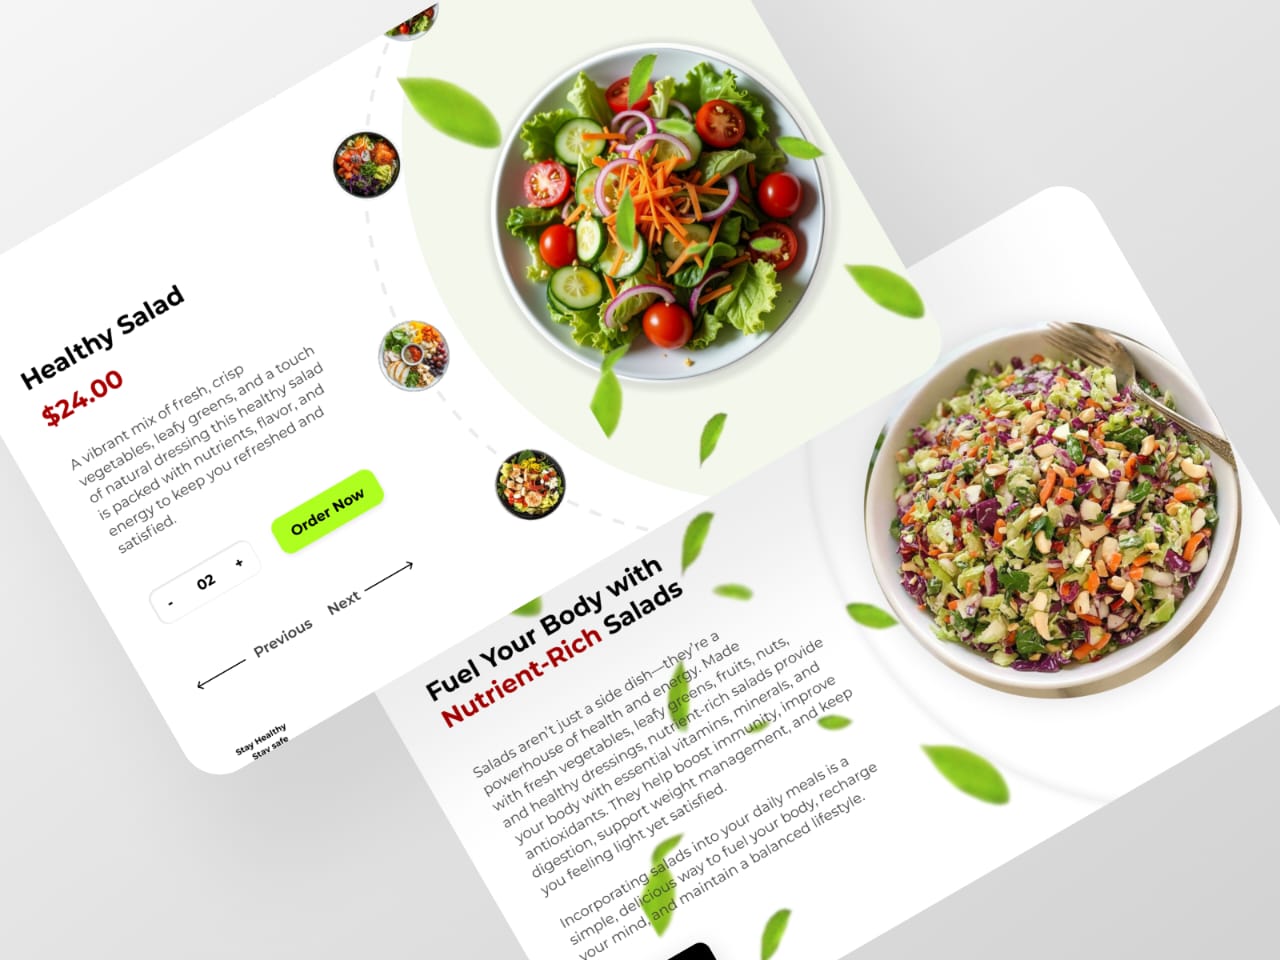 Healthy Salad
$24.00
A vibrant mix of fresh, crisp
vegetables, leafy greens, and a touch
of natural dressing this healthy salad
is packed with nutrients, flavor, and
energy to keep you refreshed and
satisfied.
- 02 +
Order Now
Previous
Next
Stay Healthy
Stay safe
Fuel Your Body with
Nutrient-Rich Salads
Salads aren't just a side dish—they're a
powerhouse of health and energy. Made
with fresh vegetables, leafy greens, fruits, nuts,
and healthy dressings, nutrient-rich salads provide
your body with essential vitamins, minerals, and
antioxidants. They help boost immunity, improve
digestion, support weight management, and keep
you feeling light yet satisfied.
Incorporating salads into your daily meals is a
simple, delicious way to fuel your body, recharge
your mind, and maintain a balanced lifestyle.